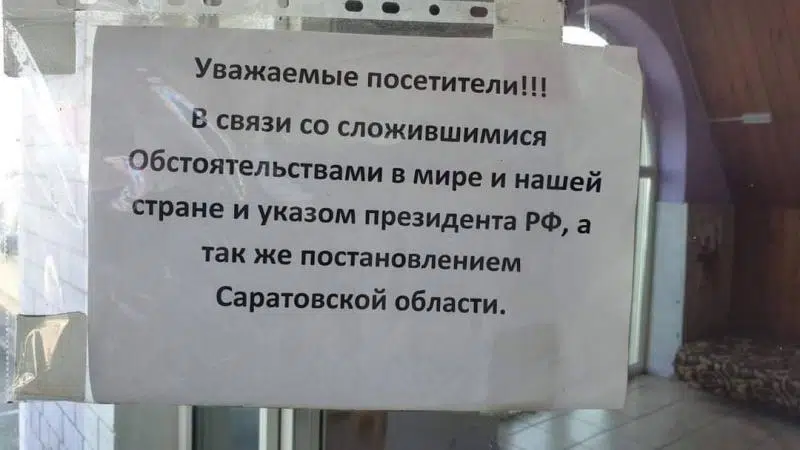 Уважаемые посетители!!!
В связи со сложившимися
Обстоятельствами в мире и нашей
стране и указом президента РФ, а
так же постановлением
Саратовской области.